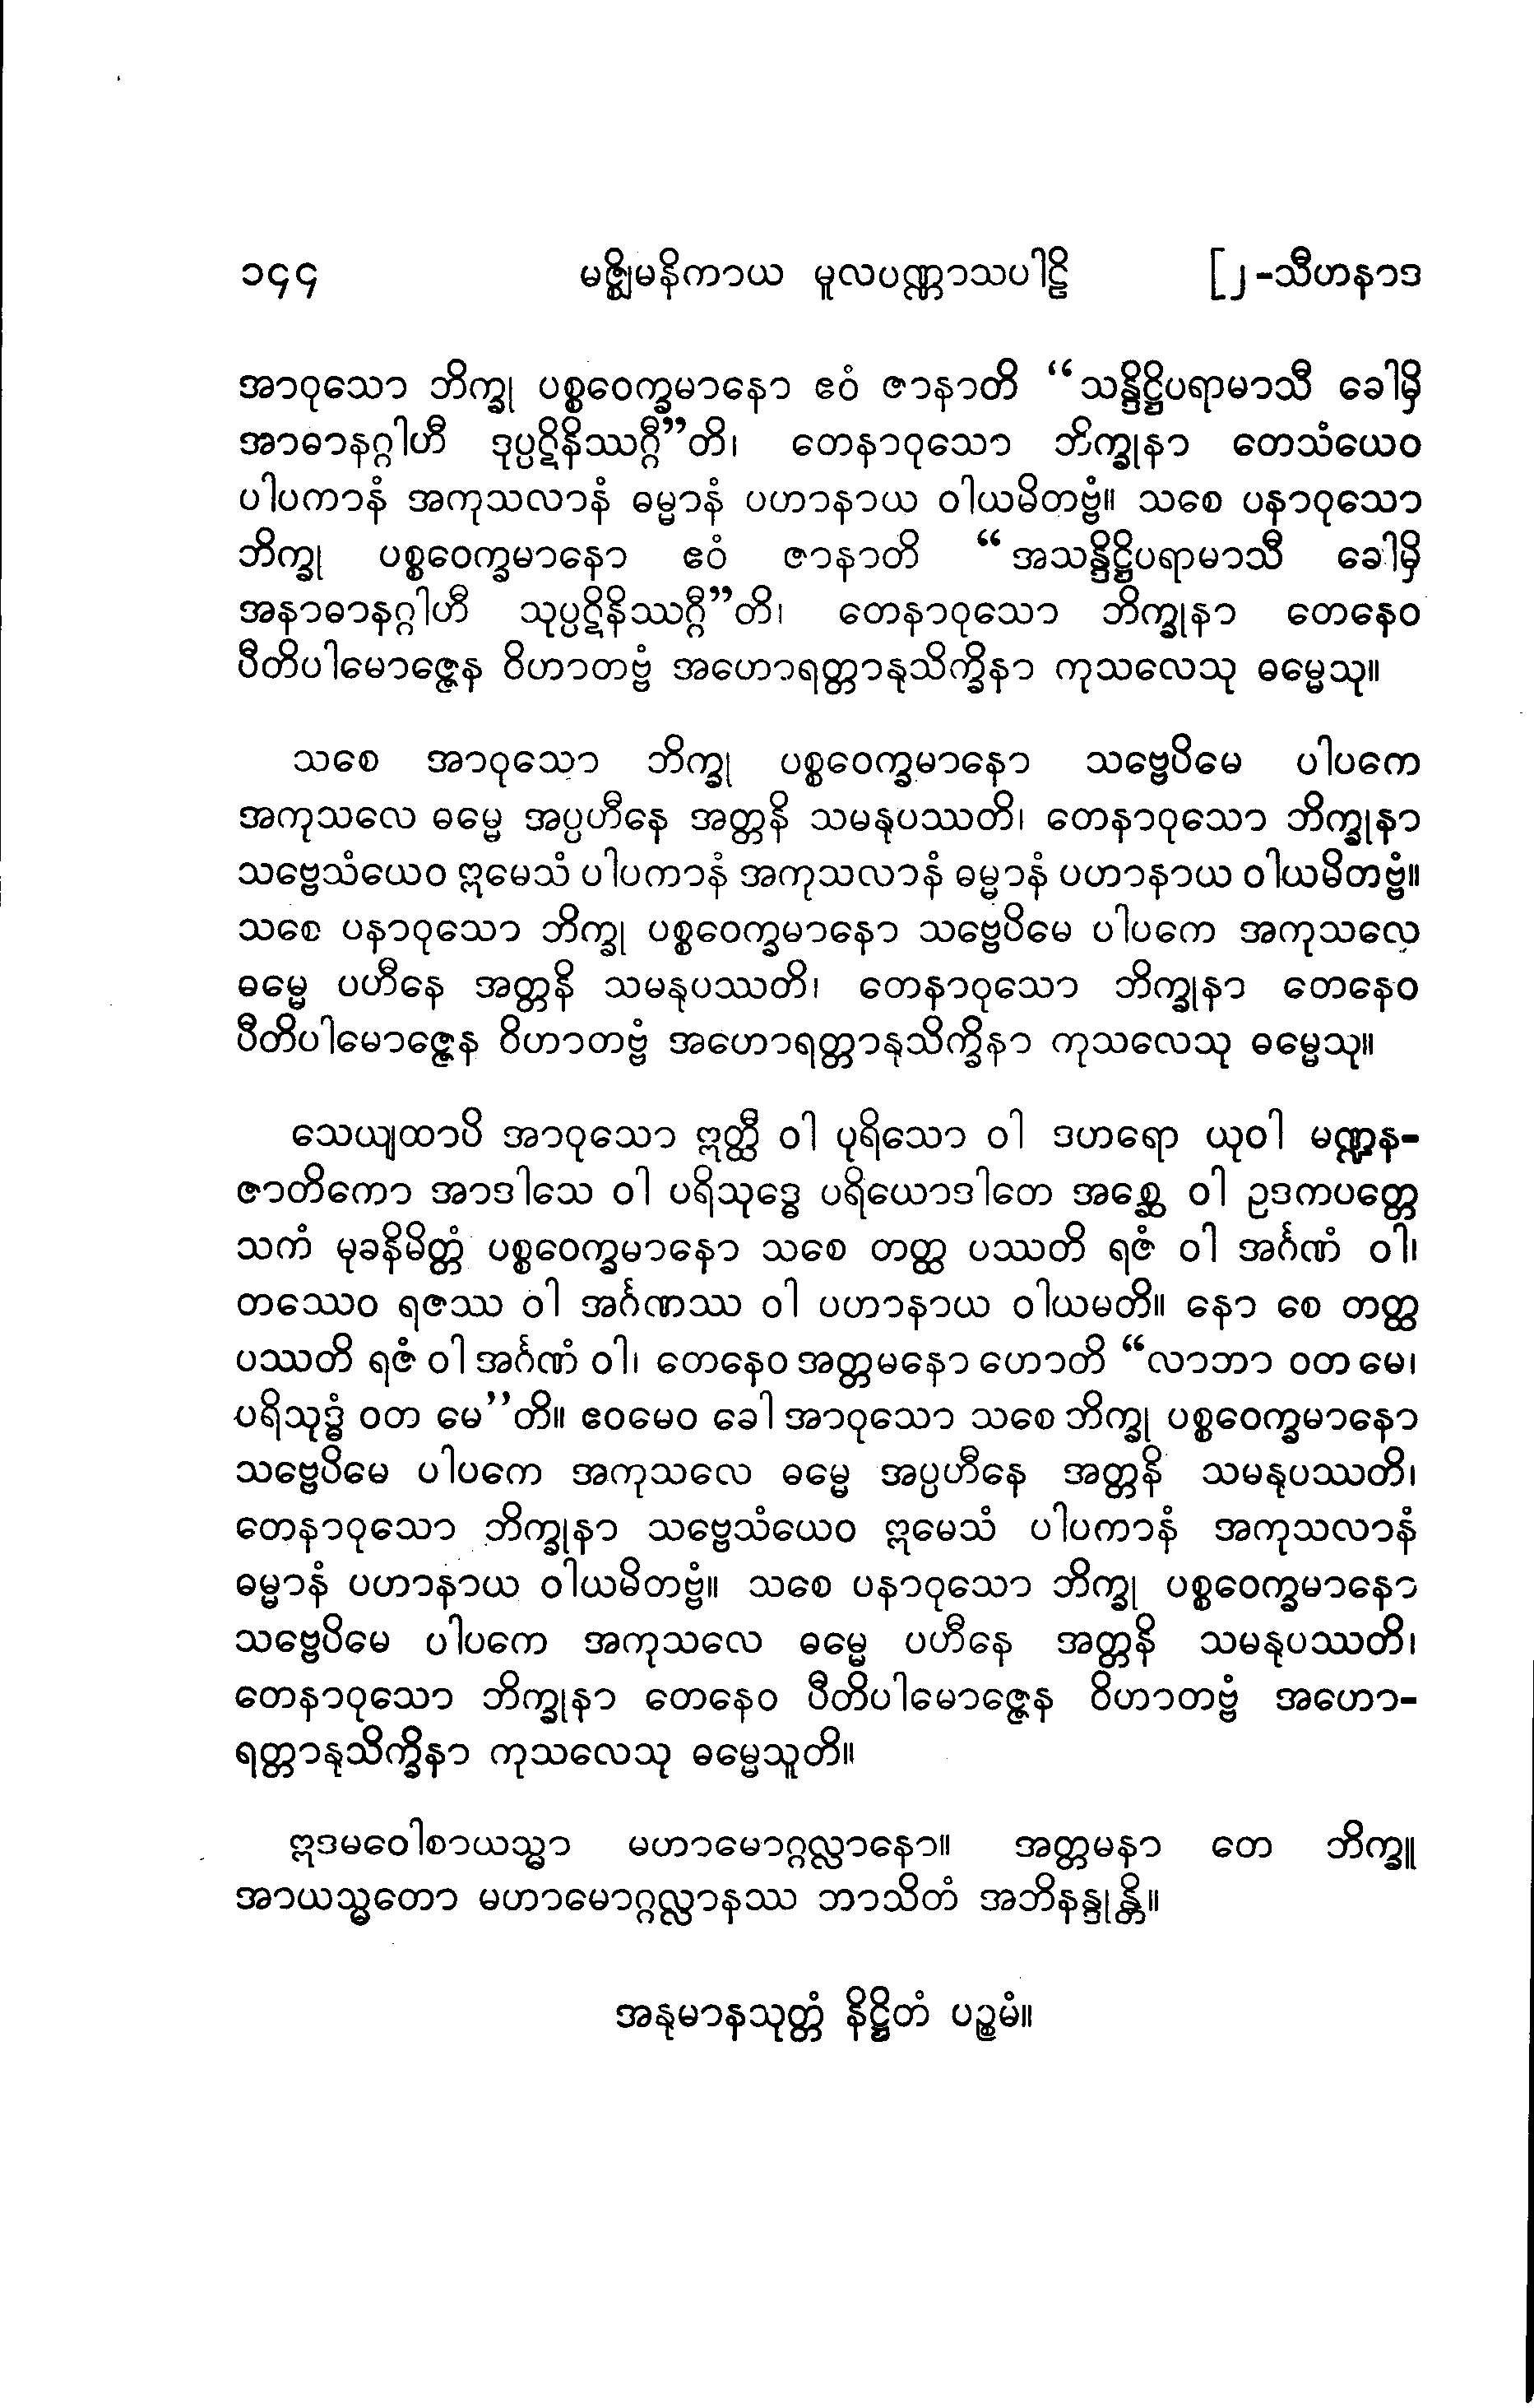 ၁၄၄ မဇ္ဈိမနိကာယ မူလပဏ္ဏာသပါဠိ [၂-သီဟနာဒ
အာဝုသော ဘိက္ခု ပစ္စဝေက္ခမာနော ဧဝံ ဇာနာတိ “သန္ဒိဋ္ဌိပရာမာသီ ခေါမှိ
အာဓာနဂ္ဂါဟီ ဒုပ္ပဋိနိဿဂ္ဂီ”တိ၊ တေနာဝုသော ဘိက္ခုနာ တေသံယေဝ
ပါပကာနံ အကုသလာနံ ဓမ္မာနံ ပဟာနာယ ဝါယမိတဗ္ဗံ။ သစေ ပနာဝုသော
ဘိက္ခု ပစ္စဝေက္ခမာနော ဧဝံ ဇာနာတိ “အသန္ဒိဋ္ဌိပရာမာသီ ခေါမှိ
အနာဓာနဂ္ဂါဟီ သုပ္ပဋိနိဿဂ္ဂီ”တိ၊ တေနာဝုသော ဘိက္ခုနာ တေနေဝ
ပီတိပါမောဇ္ဇေန ဝိဟာတဗ္ဗံ အဟောရတ္တာနုသိက္ခိနာ ကုသလေသု ဓမ္မေသု။
သစေ အာဝုသော ဘိက္ခု ပစ္စဝေက္ခမာနော သဗ္ဗေပိမေ ပါပကေ
အကုသလေ ဓမ္မေ အပ္ပဟီနေ အတ္တနိ သမနုပဿတိ၊ တေနာဝုသော ဘိက္ခုနာ
သဗ္ဗေသံယေဝ ဣမေသံ ပါပကာနံ အကုသလာနံ ဓမ္မာနံ ပဟာနာယ ဝါယမိတဗ္ဗံ။
သစေ ပနာဝုသော ဘိက္ခု ပစ္စဝေက္ခမာနော သဗ္ဗေပိမေ ပါပကေ အကုသလေ
ဓမ္မေ ပဟီနေ အတ္တနိ သမနုပဿတိ၊ တေနာဝုသော ဘိက္ခုနာ တေနေဝ
ပီတိပါမောဇ္ဇေန ဝိဟာတဗ္ဗံ အဟောရတ္တာနုသိက္ခိနာ ကုသလေသု ဓမ္မေသု။
သေယျထာပိ အာဝုသော ဣတ္ထီ ဝါ ပုရိသော ဝါ ဒဟရော ယုဝါ မဏ္ဍန-
ဇာတိကော အာဒါသေ ဝါ ပရိသုဒ္ဓေ ပရိယောဒါတေ အစ္ဆေ ဝါ ဥဒကပတ္တေ
သကံ မုခနိမိတ္တံ ပစ္စဝေက္ခမာနော သစေ တတ္ထ ပဿတိ ရဇံ ဝါ အင်္ဂဏံ ဝါ၊
တဿေဝ ရဇဿ ဝါ အင်္ဂဏဿ ဝါ ပဟာနာယ ဝါယမတိ။ နော စေ တတ္ထ
ပဿတိ ရဇံ ဝါ အင်္ဂဏံ ဝါ၊ တေနေဝ အတ္တမနော ဟောတိ “လာဘာ ဝတ မေ၊
ပရိသုဒ္ဓံ ဝတ မေ”တိ။ ဧဝမေဝ ခေါ အာဝုသော သစေ ဘိက္ခု ပစ္စဝေက္ခမာနော
သဗ္ဗေပိမေ ပါပကေ အကုသလေ ဓမ္မေ အပ္ပဟီနေ အတ္တနိ သမနုပဿတိ၊
တေနာဝုသော ဘိက္ခုနာ သဗ္ဗေသံယေဝ ဣမေသံ ပါပကာနံ အကုသလာနံ
ဓမ္မာနံ ပဟာနာယ ဝါယမိတဗ္ဗံ။ သစေ ပနာဝုသော ဘိက္ခု ပစ္စဝေက္ခမာနော
သဗ္ဗေပိမေ ပါပကေ အကုသလေ ဓမ္မေ ပဟီနေ အတ္တနိ သမနုပဿတိ၊
တေနာဝုသော ဘိက္ခုနာ တေနေဝ ပီတိပါမောဇ္ဇေန ဝိဟာတဗ္ဗံ အဟော-
ရတ္တာနုသိက္ခိနာ ကုသလေသု ဓမ္မေသူတိ။
ဣဒမဝေါစာယသ္မာ မဟာမောဂ္ဂလ္လာနော။ အတ္တမနာ တေ ဘိက္ခူ
အာယသ္မတော မဟာမောဂ္ဂလ္လာနဿ ဘာသိတံ အဘိနန္ဒုန္တိ။
အနုမာနသုတ္တံ နိဋ္ဌိတံ ပဉ္စမံ။